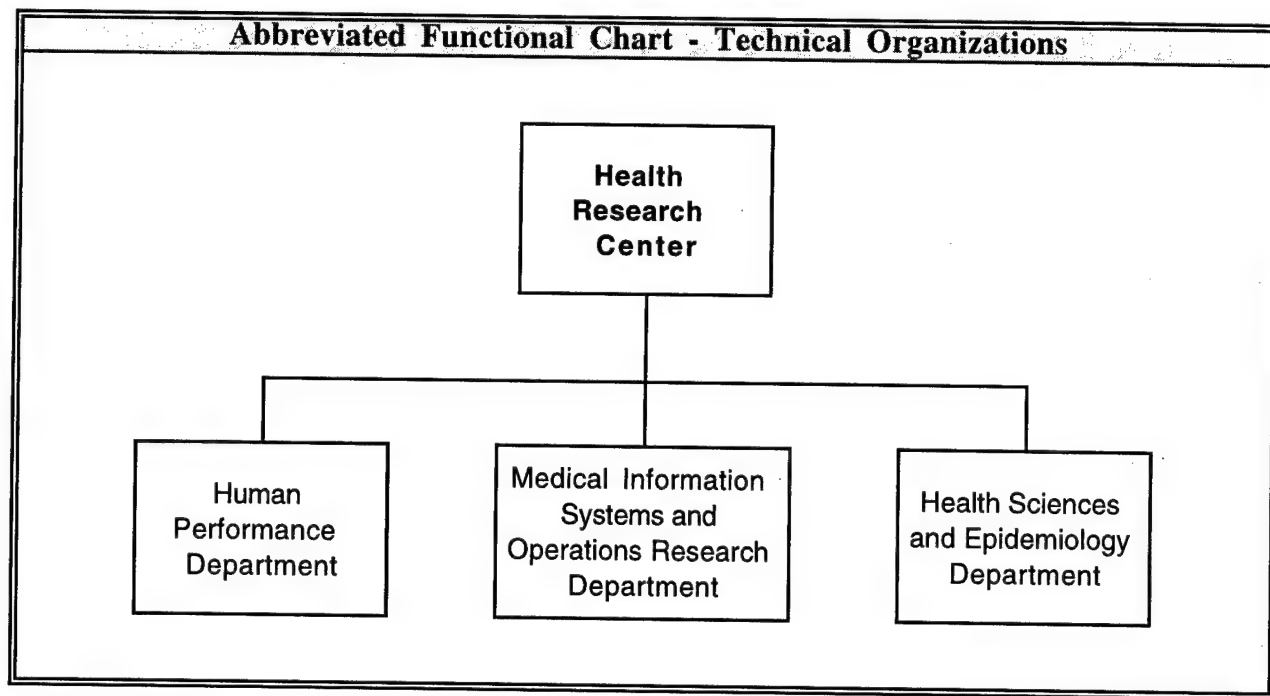 Abbreviated Functional Chart - Technical Organizations
Health
Research
Center
Human
Performance
Department
Medical Information
Systems and
Operations Research
Department
Health Sciences
and Epidemiology
Department